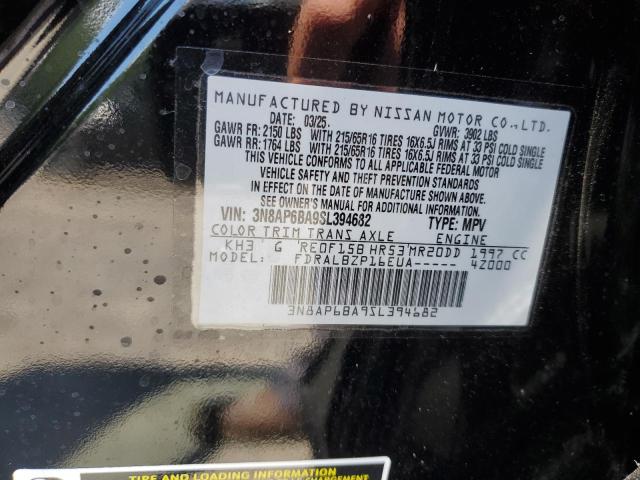 MANUFACTURED BY NISSAN MOTOR CO.,LTD.
DATE: 03/25. GVWR: 3902 LBS
GAWR FR: 2150 LBS WITH 215/65R16 TIRES 16X6.5J RIMS AT 33 PSI COLD SINGLE
GAWR RR: 1764 LBS WITH 215/65R16 TIRES 16X6.5J RIMS AT 33 PSI COLD SINGLE
THIS VEHICLE CONFORMS TO ALL APPLICABLE FEDERAL MOTOR
VEHICLE SAFETY AND THEFT PREVENTION STANDARDS
IN EFFECT ON THE DATE OF MANUFACTURE SHOWN ABOVE.
SEE OWNER'S MANUAL FOR ADDITIONAL INFORMATION.
VIN: 3N8AP6BA9SL394682 TYPE: MPV
COLOR TRIM TRANS AXLE ENGINE
KH3 G RE0F15B HR53 MR20DD 1997 CC
MODEL: FDRALBZP16EUA----- 4Z000
3N8AP6BA9SL394682
TIRE AND LOADING INFORMATION